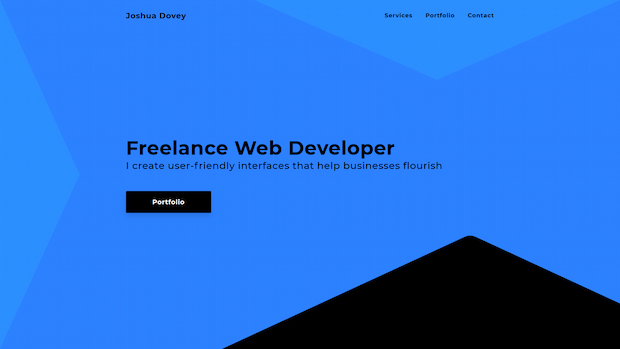 Joshua Dovey
Services Portfolio Contact
Freelance Web Developer
I create user-friendly interfaces that help businesses flourish
Portfolio